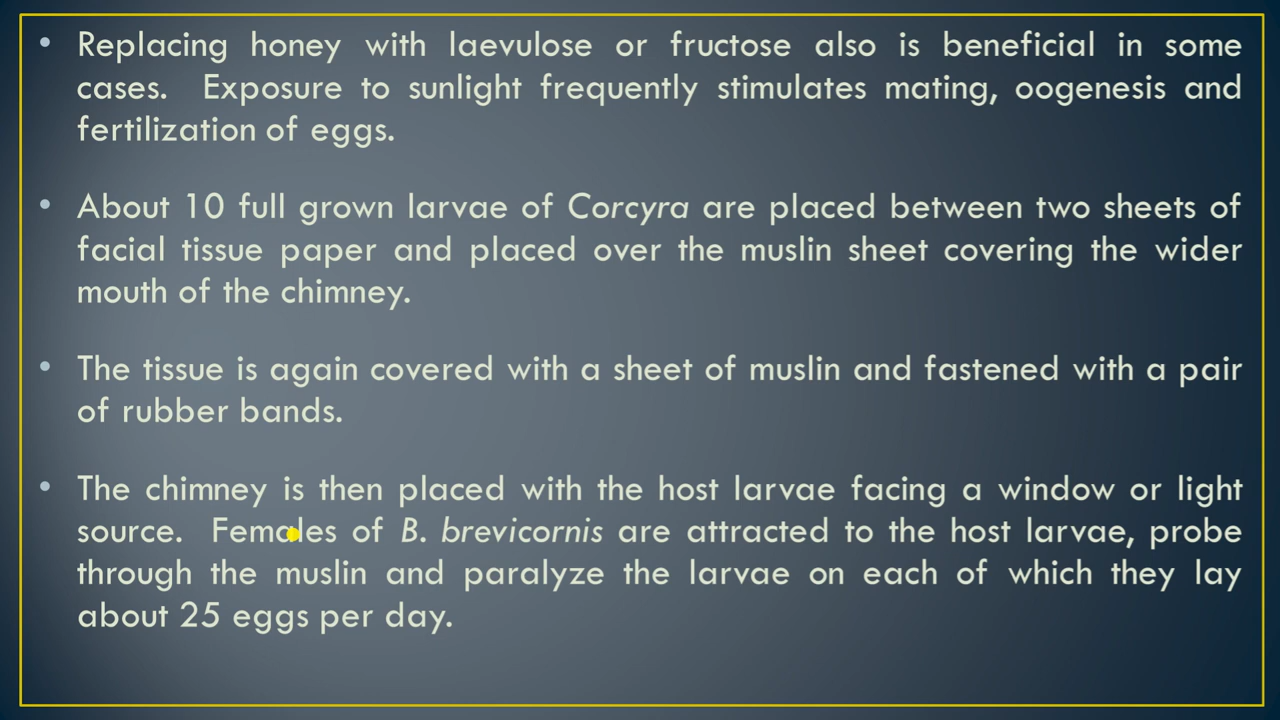 • Replacing honey with laevulose or fructose also is beneficial in some
cases. Exposure to sunlight frequently stimulates mating, oogenesis and
fertilization of eggs.
• About 10 full grown larvae of Corcyra are placed between two sheets of
facial tissue paper and placed over the muslin sheet covering the wider
mouth of the chimney.
• The tissue is again covered with a sheet of muslin and fastened with a pair
of rubber bands.
• The chimney is then placed with the host larvae facing a window or light
source. Females of B. brevicornis are attracted to the host larvae, probe
through the muslin and paralyze the larvae on each of which they lay
about 25 eggs per day.